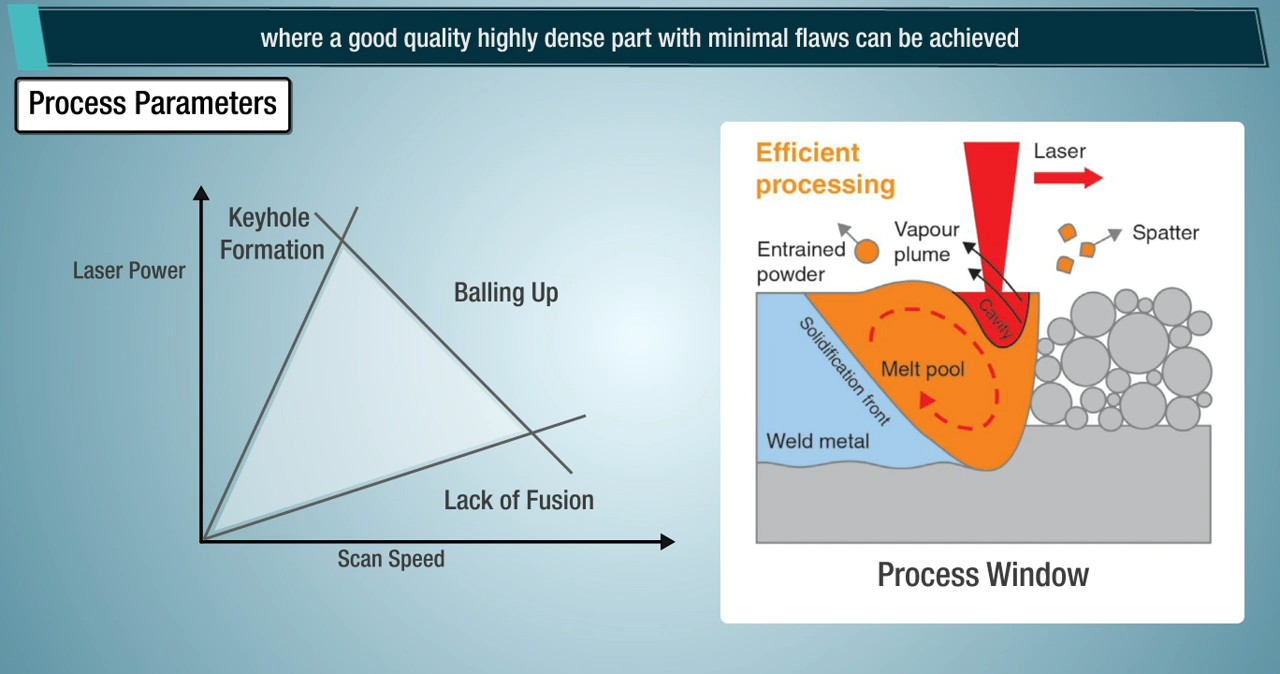 where a good quality highly dense part with minimal flaws can be achieved
Process Parameters
Keyhole
Formation
Laser Power
Balling Up
Lack of Fusion
Scan Speed
Efficient
processing
Laser
Vapour
plume
Entrained
powder
Spatter
Cavity
Solidification front
Melt pool
Weld metal
Process Window